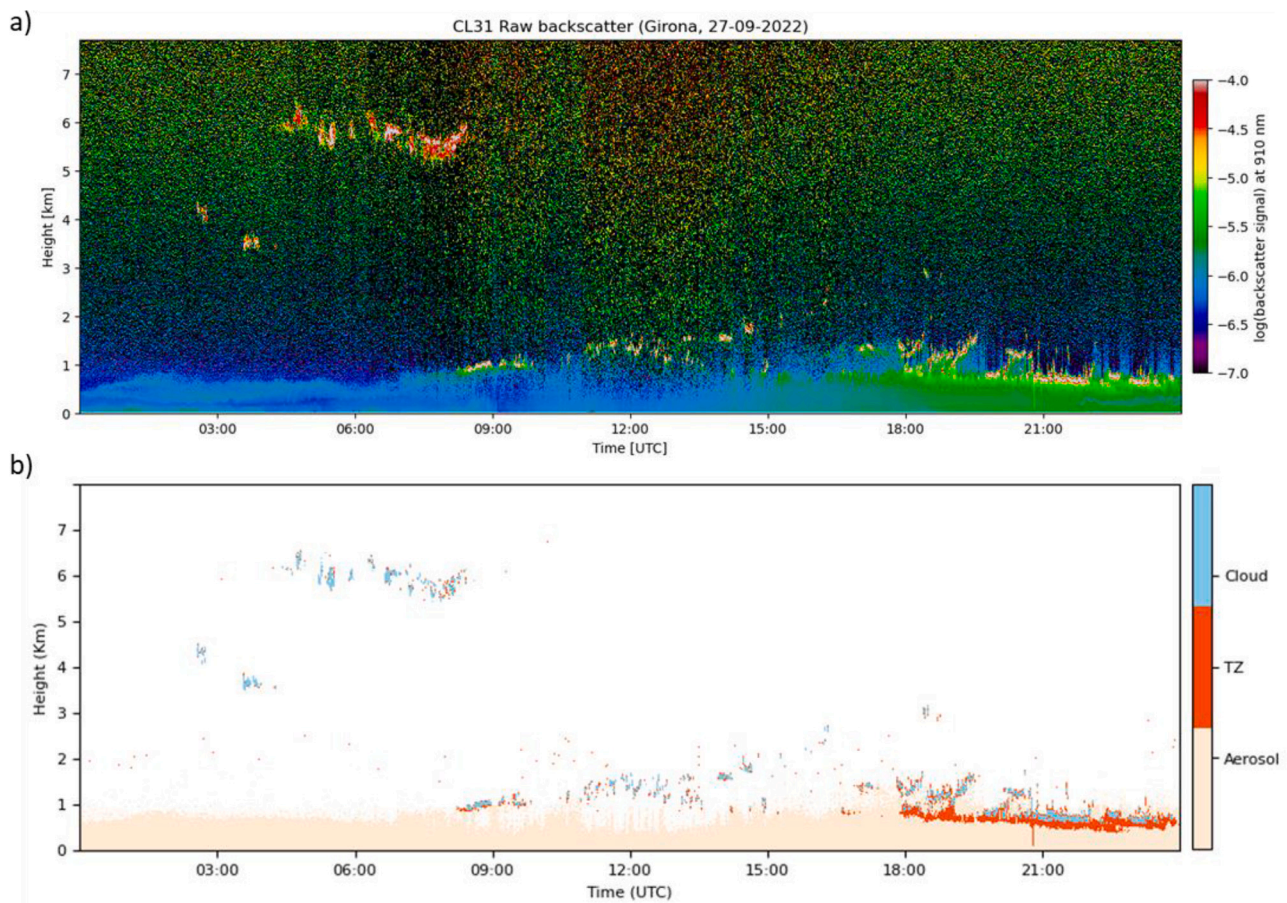 a)
CL31 Raw backscatter (Girona, 27-09-2022)
7
6
5
4
3
2
1
0
Height [km]
03:00 06:00 09:00 12:00 15:00 18:00 21:00
Time [UTC]
−4.0
−4.5
−5.0
−5.5
−6.0
−6.5
−7.0
log(backscatter signal) at 910 nm
b)
7
6
5
4
3
2
1
0
Height (Km)
03:00 06:00 09:00 12:00 15:00 18:00 21:00
Time (UTC)
Cloud
TZ
Aerosol